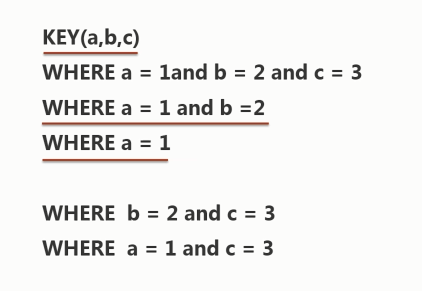 KEY(a,b,c)
WHERE a = 1and b = 2 and c = 3
WHERE a = 1 and b =2
WHERE a = 1
WHERE  b = 2 and c = 3
WHERE  a = 1 and c = 3